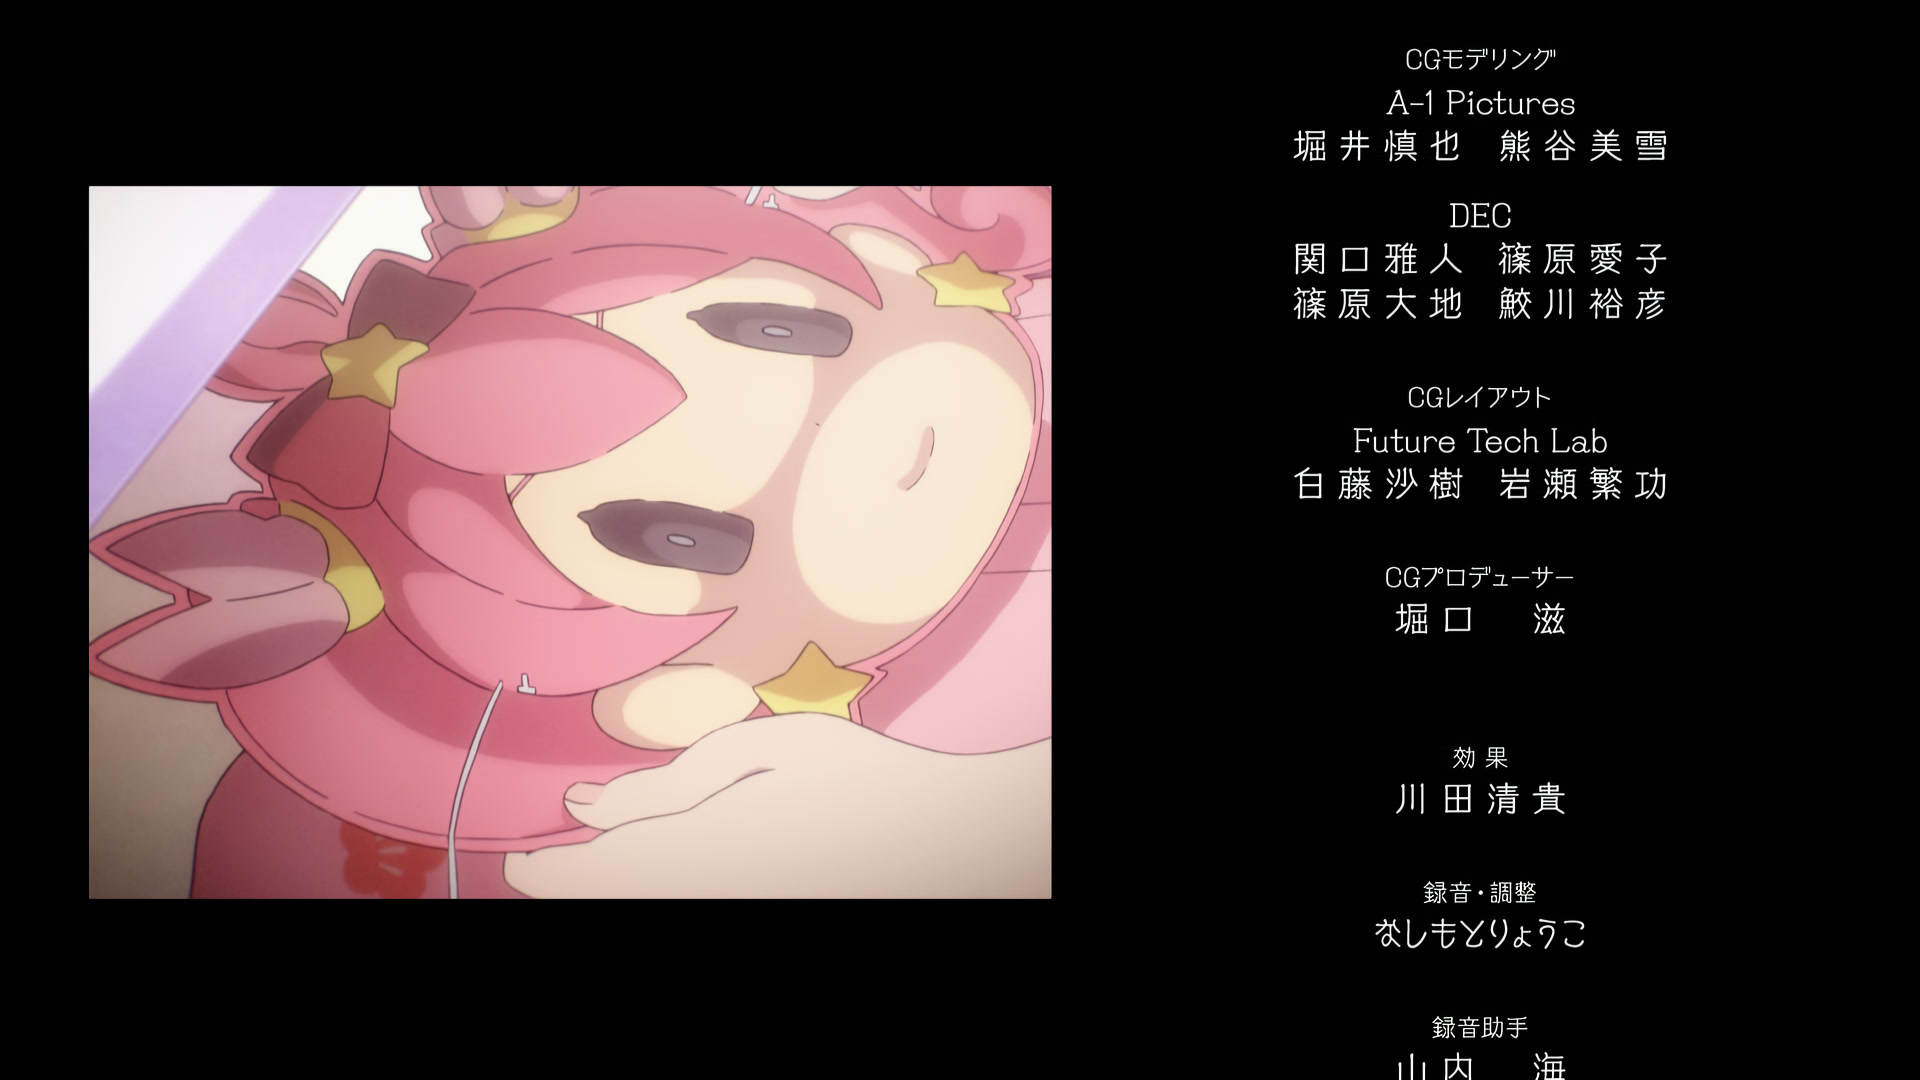 CGモデリング
A-1 Pictures
堀井慎也　熊谷美雪
DEC
関口雅人　篠原愛子
篠原大地　鮫川裕彦
CGレイアウト
Future Tech Lab
白藤沙樹　岩瀬繁功
CGプロデューサー
堀口　滋
効果
川田清貴
録音・調整
なしもとりょうこ
録音助手
山内　海